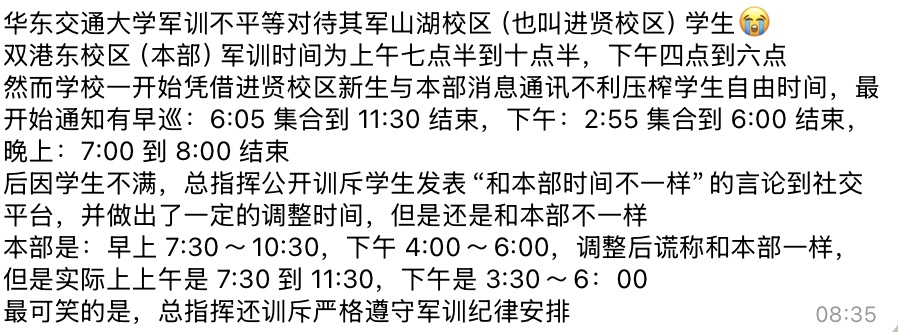 华东交通大学军训不平等对待其军山湖校区（也叫进贤校区）学生😭
双港东校区（本部）军训时间为上午七点半到十点半，下午四点到六点
然而学校一开始凭借进贤校区新生与本部消息通讯不利压榨学生自由时间，最
开始通知有早巡：6:05 集合到 11:30 结束，下午：2:55 集合到 6:00 结束，
晚上：7:00 到 8:00 结束
后因学生不满，总指挥公开训斥学生发表 “和本部时间不一样” 的言论到社交
平台，并做出了一定的调整时间，但是还是和本部不一样
本部是：早上 7:30～10:30，下午 4:00～6:00，调整后谎称和本部一样，
但是实际上上午是 7:30 到 11:30，下午是 3:30～6：00
最可笑的是，总指挥还训斥严格遵守军训纪律安排
08:35